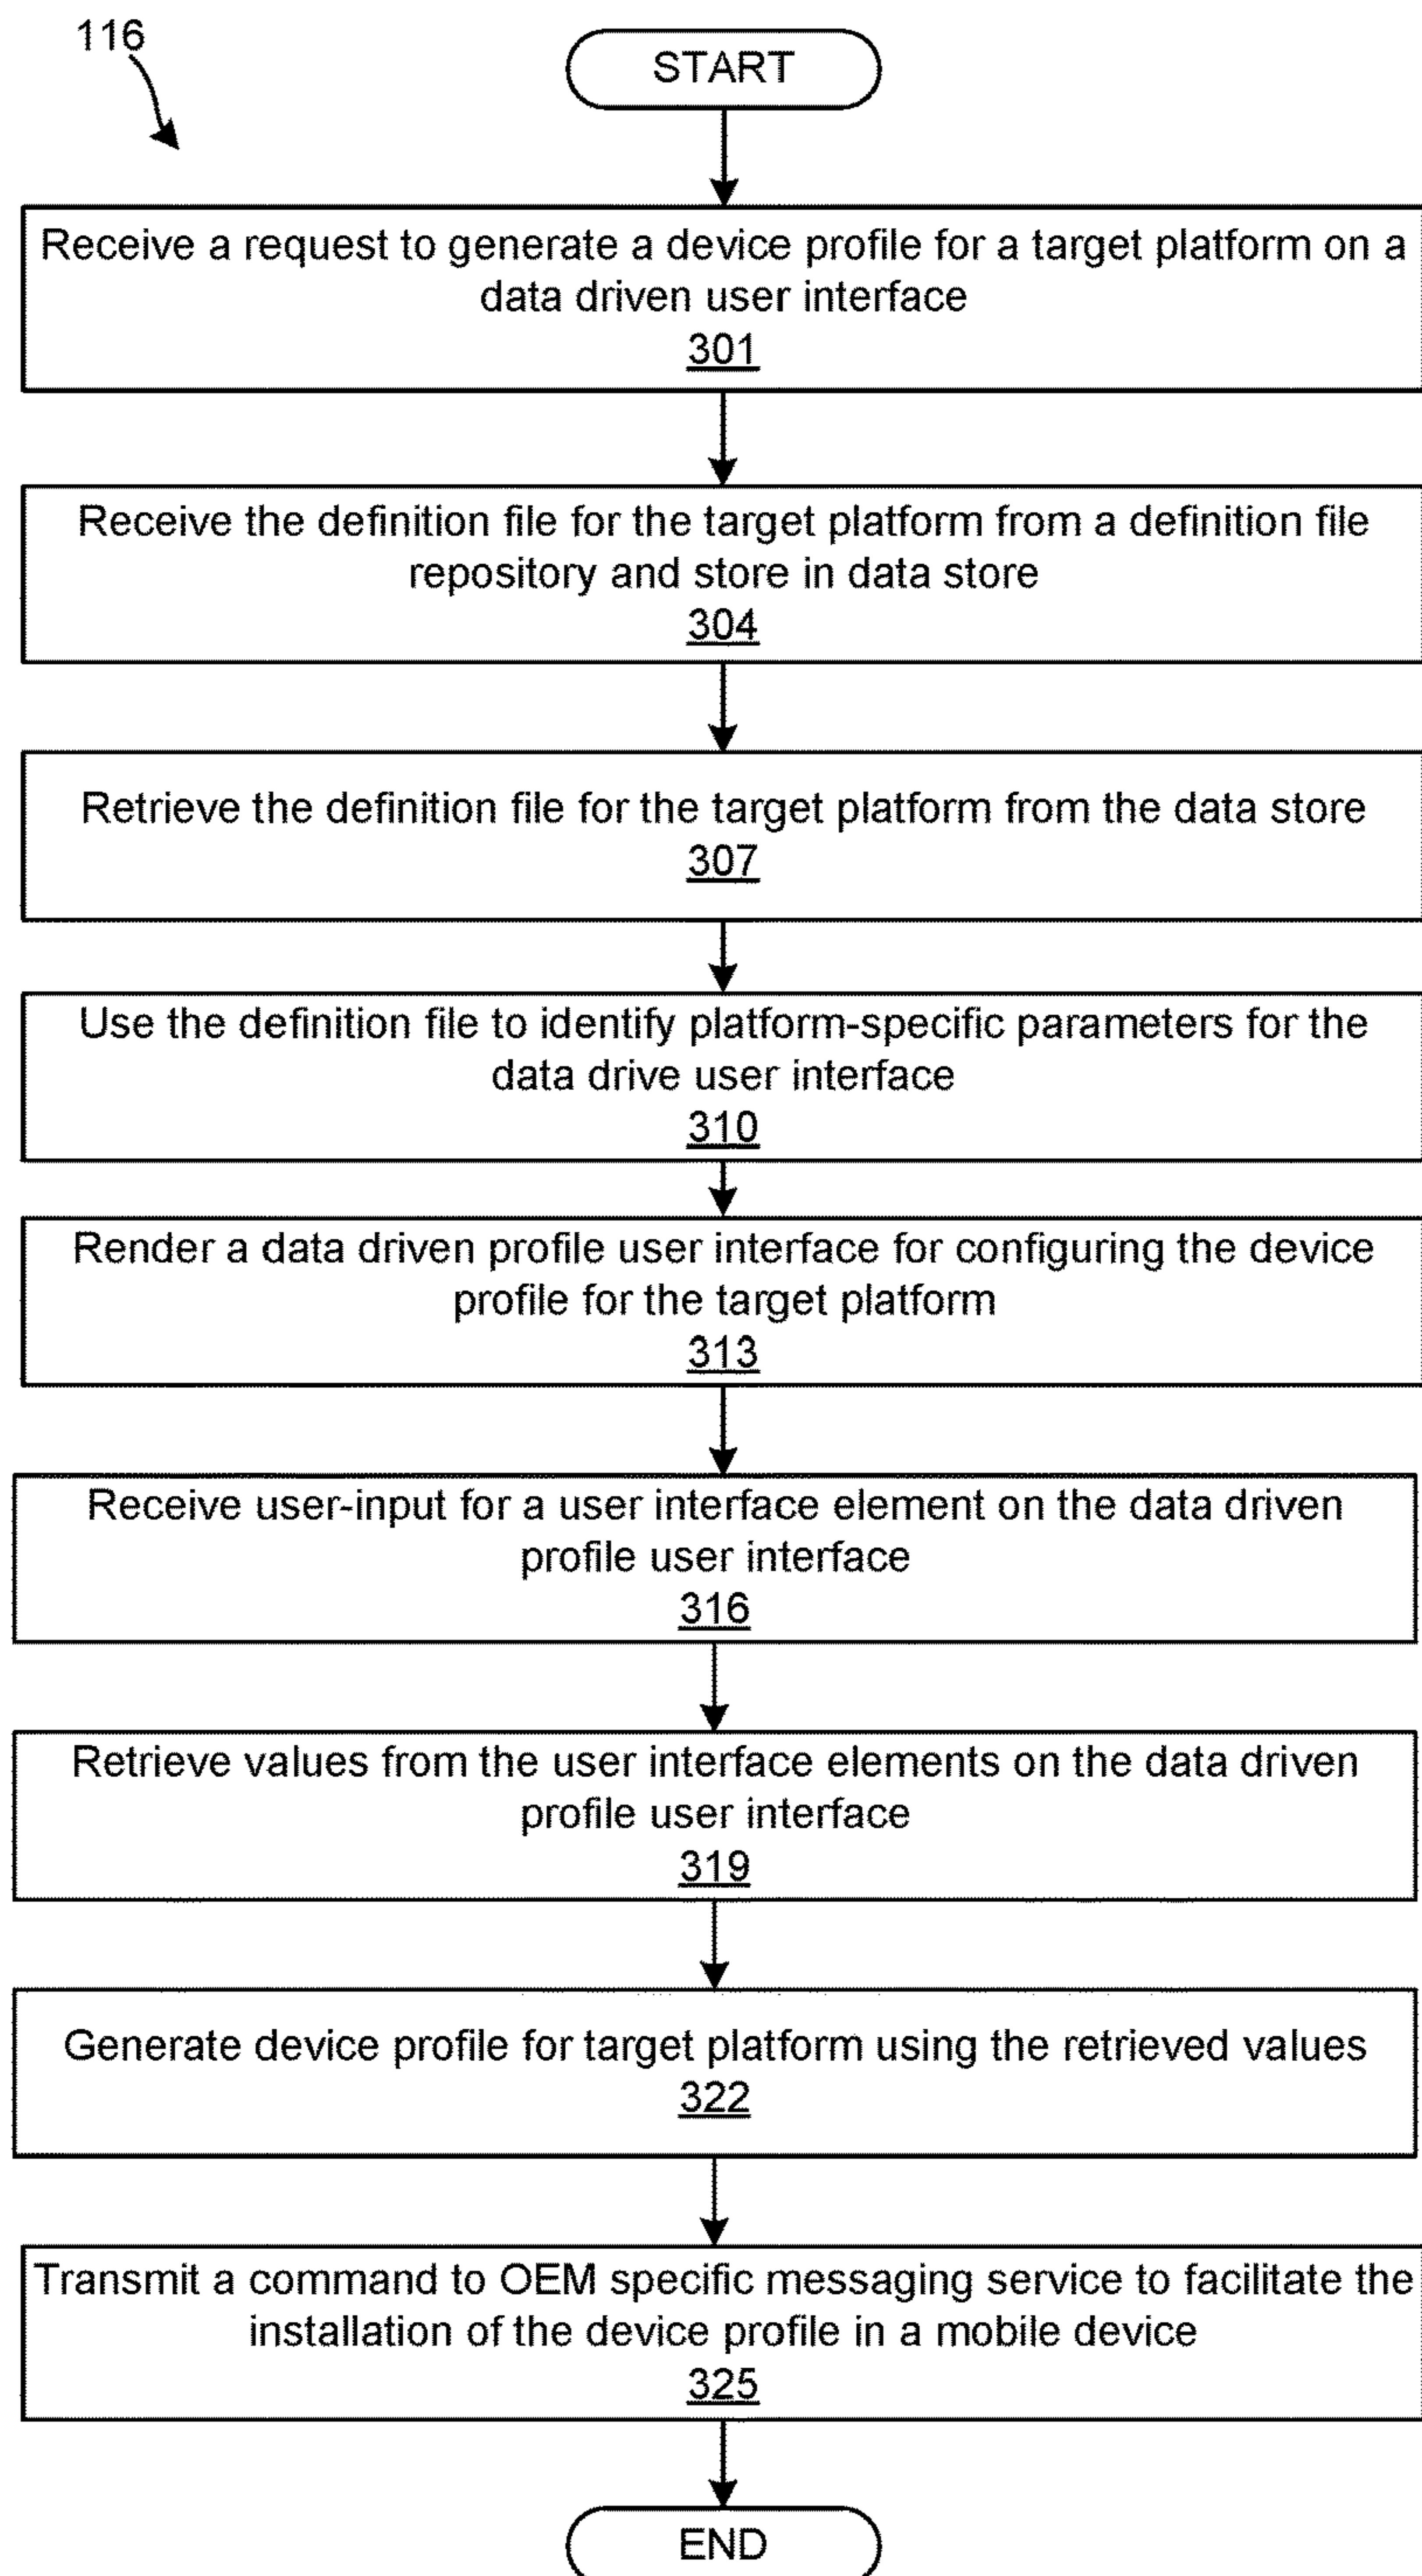 116
START
Receive a request to generate a device profile for a target platform on a
data driven user interface
301
Receive the definition file for the target platform from a definition file
repository and store in data store
304
Retrieve the definition file for the target platform from the data store
307
Use the definition file to identify platform-specific parameters for the
data drive user interface
310
Render a data driven profile user interface for configuring the device
profile for the target platform
313
Receive user-input for a user interface element on the data driven
profile user interface
316
Retrieve values from the user interface elements on the data driven
profile user interface
319
Generate device profile for target platform using the retrieved values
322
Transmit a command to OEM specific messaging service to facilitate the
installation of the device profile in a mobile device
325
END